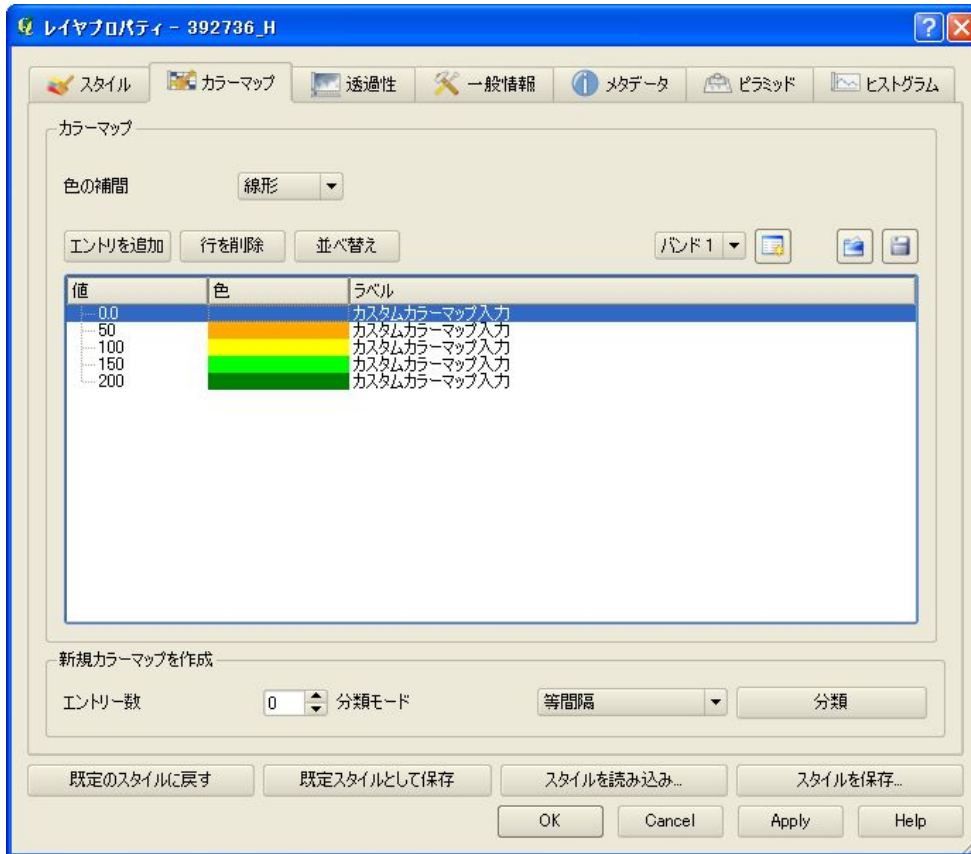 レイヤプロパティ - 392736_H
スタイル
カラーマップ
透過性
一般情報
メタデータ
ピラミッド
ヒストグラム
カラーマップ
色の補間
線形
エントリを追加
行を削除
並べ替え
バンド 1
値 色 ラベル
0.0 カスタムカラーマップ入力
50 カスタムカラーマップ入力
100 カスタムカラーマップ入力
150 カスタムカラーマップ入力
200 カスタムカラーマップ入力
新規カラーマップを作成
エントリー数 0 分類モード 等間隔 分類
既定のスタイルに戻す
既定スタイルとして保存
スタイルを読み込み...
スタイルを保存...
OK
Cancel
Apply
Help